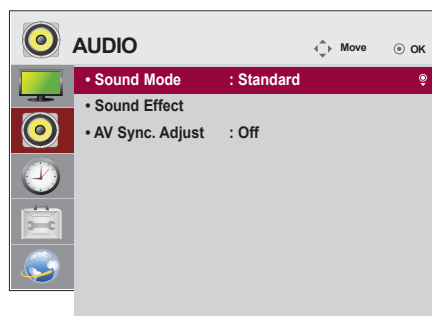 AUDIO
Move
OK
• Sound Mode : Standard
• Sound Effect
• AV Sync. Adjust : Off